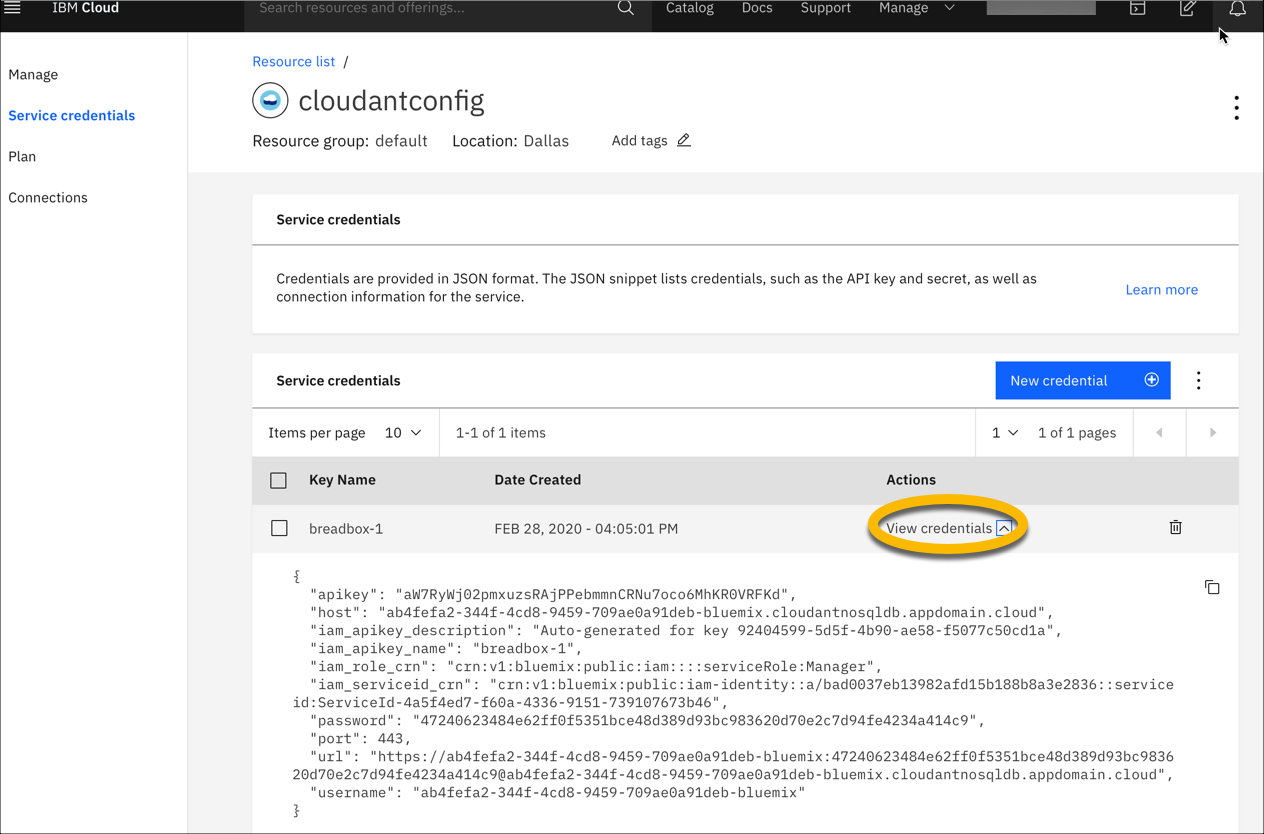 IBM Cloud
Search resources and offerings...
Catalog
Docs
Support
Manage
Manage
Service credentials
Plan
Connections
Resource list /
cloudantconfig
Resource group: default
Location: Dallas
Add tags
Service credentials
Credentials are provided in JSON format. The JSON snippet lists credentials, such as the API key and secret, as well as
connection information for the service.
Learn more
Service credentials
New credential
Items per page 10
1-1 of 1 items
1
1 of 1 pages
Key Name
Date Created
Actions
breadbox-1
FEB 28, 2020 - 04:05:01 PM
View credentials
{
"apikey": "aW7RyWj02pmxuzsRAjPPebmmnCRNu7oco6MhKR0VRFKd",
"host": "ab4fefa2-344f-4cd8-9459-709ae0a91deb-bluemix.cloudantnosqldb.appdomain.cloud",
"iam_apikey_description": "Auto-generated for key 92404599-5d5f-4b90-ae58-f5077c50cd1a",
"iam_apikey_name": "breadbox-1",
"iam_role_crn": "crn:v1:bluemix:public:iam::::serviceRole:Manager",
"iam_serviceid_crn": "crn:v1:bluemix:public:iam-identity::a/bad0037eb13982afd15b188b8a3e2836::service
id:ServiceId-4a5f4ed7-f60a-4336-9151-739107673b46",
"password": "47240623484e62ff0f5351bce48d389d93bc983620d70e2c7d94fe4234a414c9",
"port": 443,
"url": "https://ab4fefa2-344f-4cd8-9459-709ae0a91deb-bluemix:47240623484e62ff0f5351bce48d389d93bc9836
20d70e2c7d94fe4234a414c9@ab4fefa2-344f-4cd8-9459-709ae0a91deb-bluemix.cloudantnosqldb.appdomain.cloud",
"username": "ab4fefa2-344f-4cd8-9459-709ae0a91deb-bluemix"
}